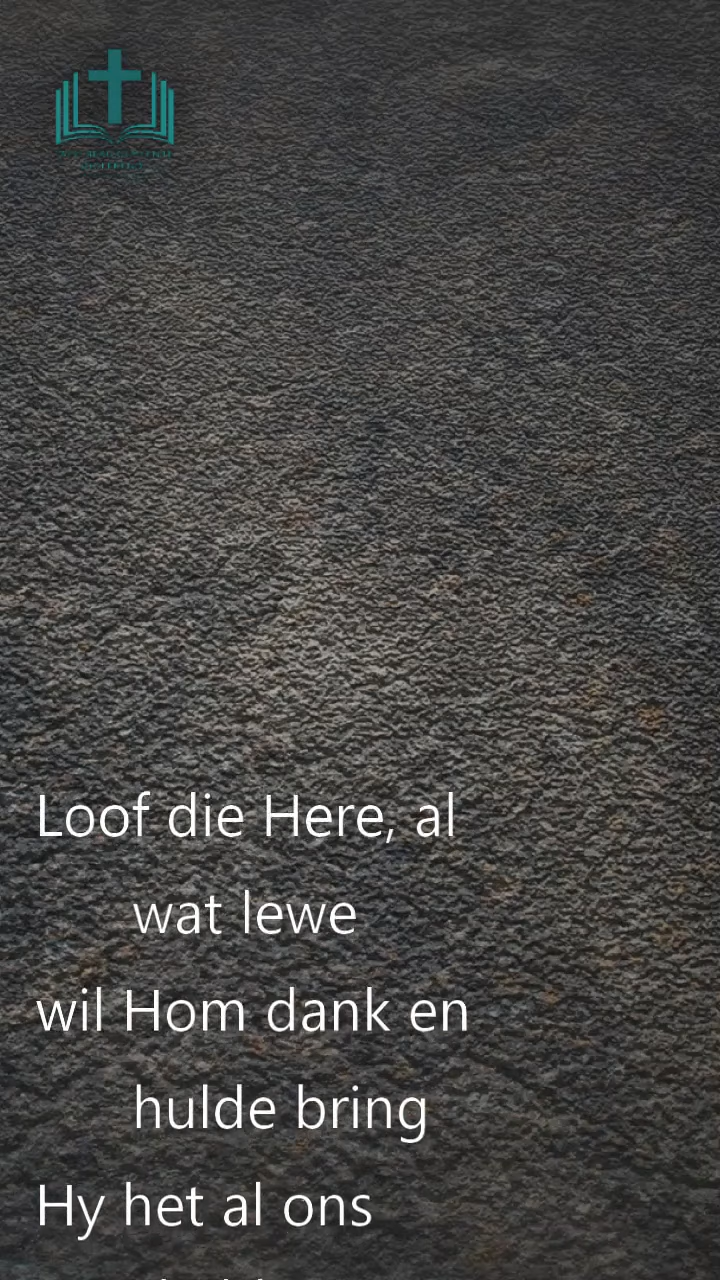 Loof die Here, al
wat lewe
wil Hom dank en
hulde bring
Hy het al ons